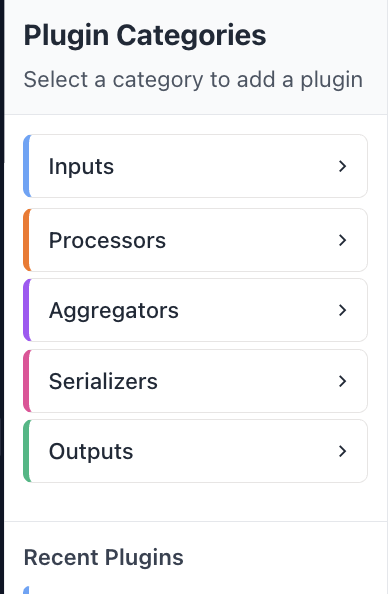 Plugin Categories
Select a category to add a plugin
Inputs
Processors
Aggregators
Serializers
Outputs
Recent Plugins